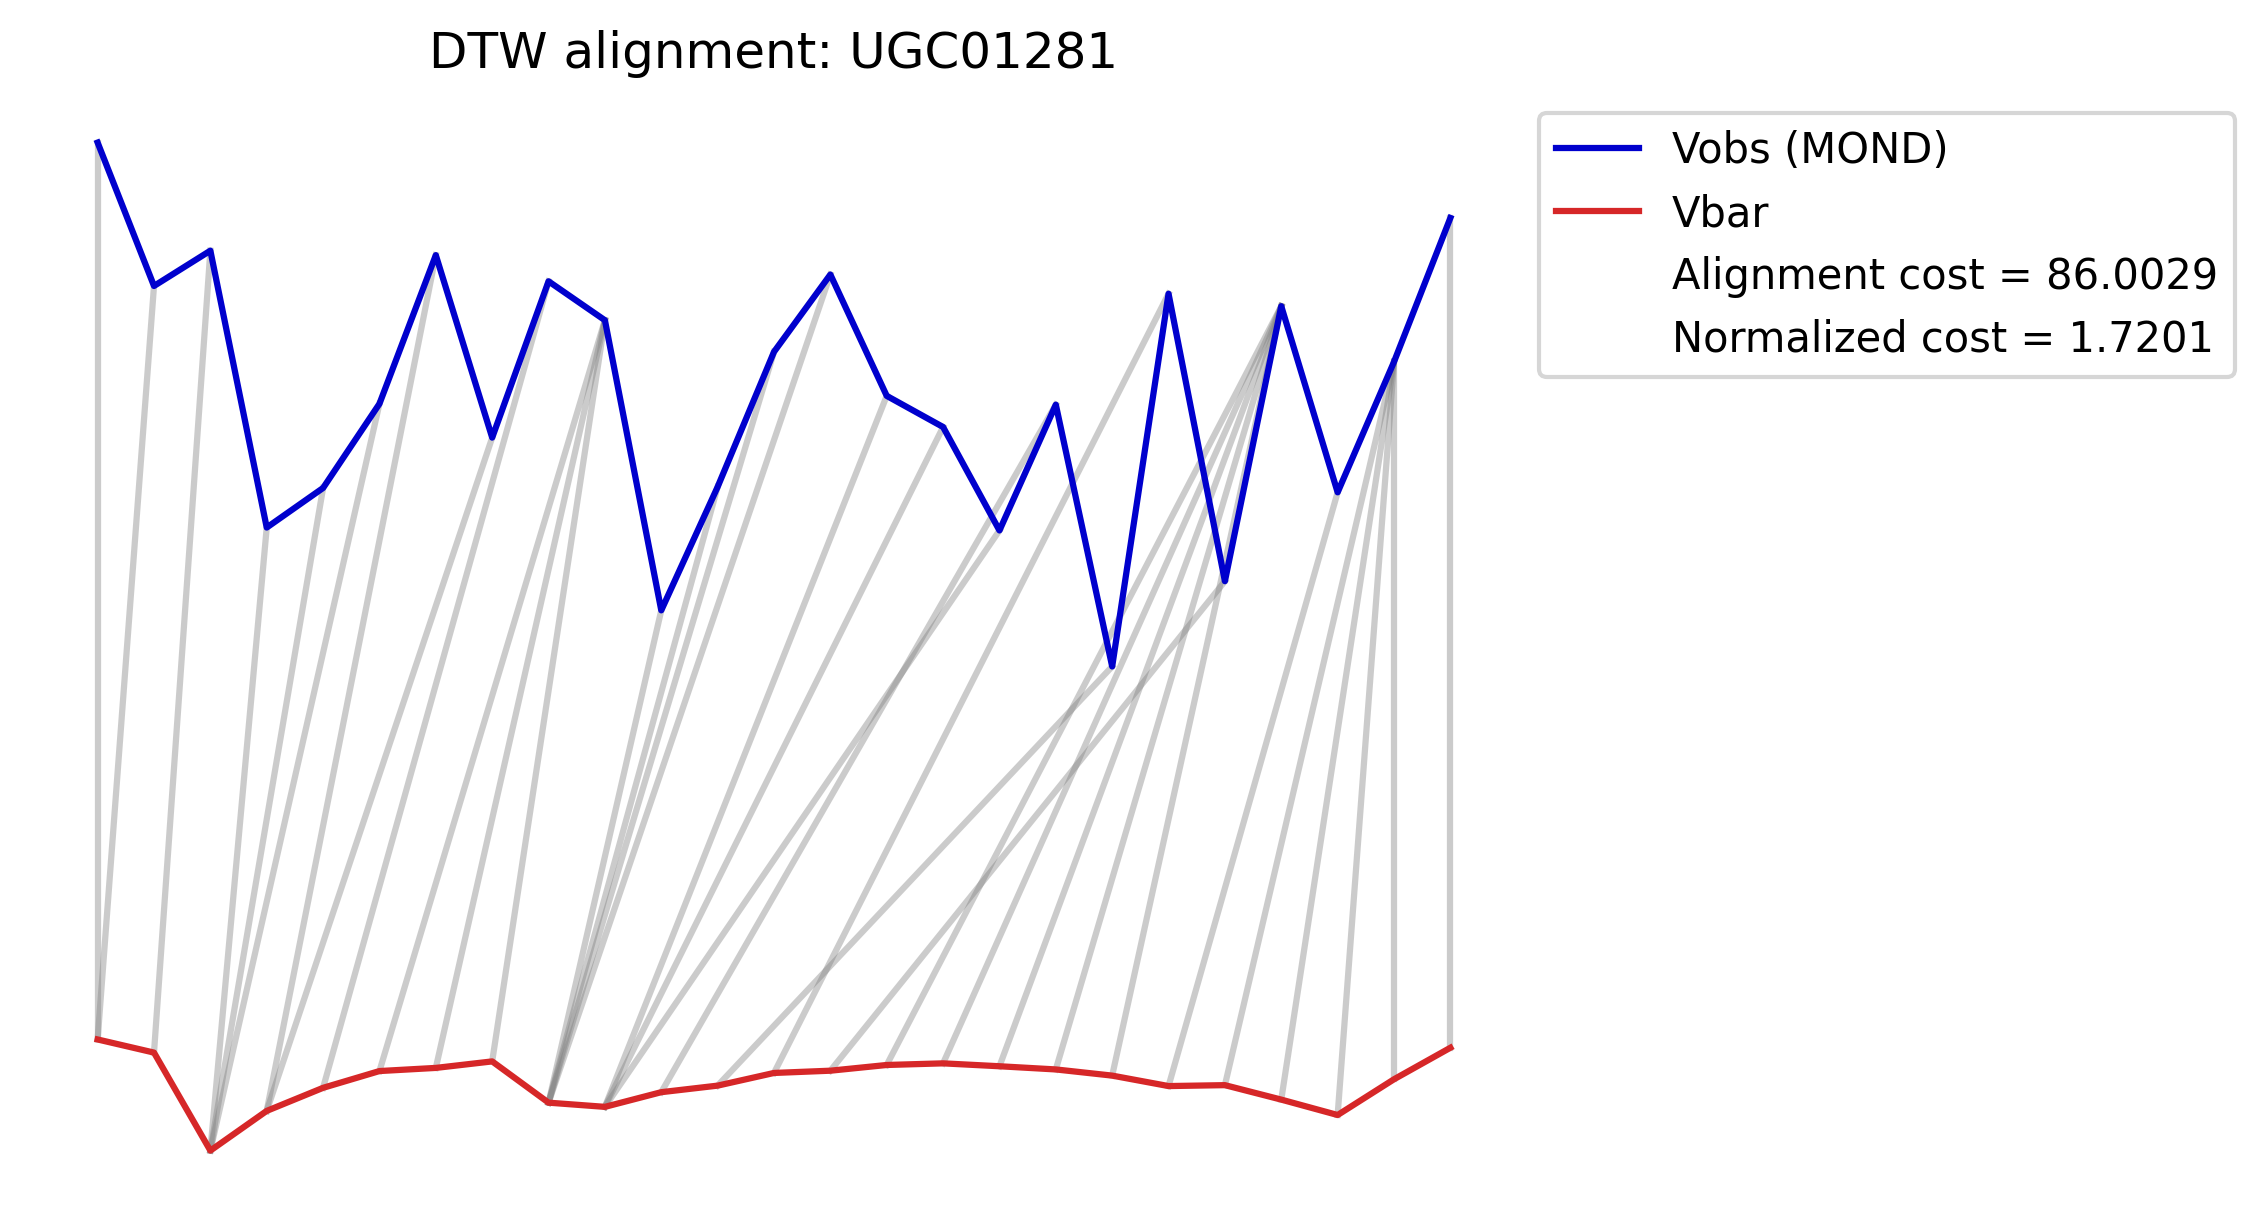 DTW alignment: UGC01281
Vobs (MOND)
Vbar
Alignment cost = 86.0029
Normalized cost = 1.7201